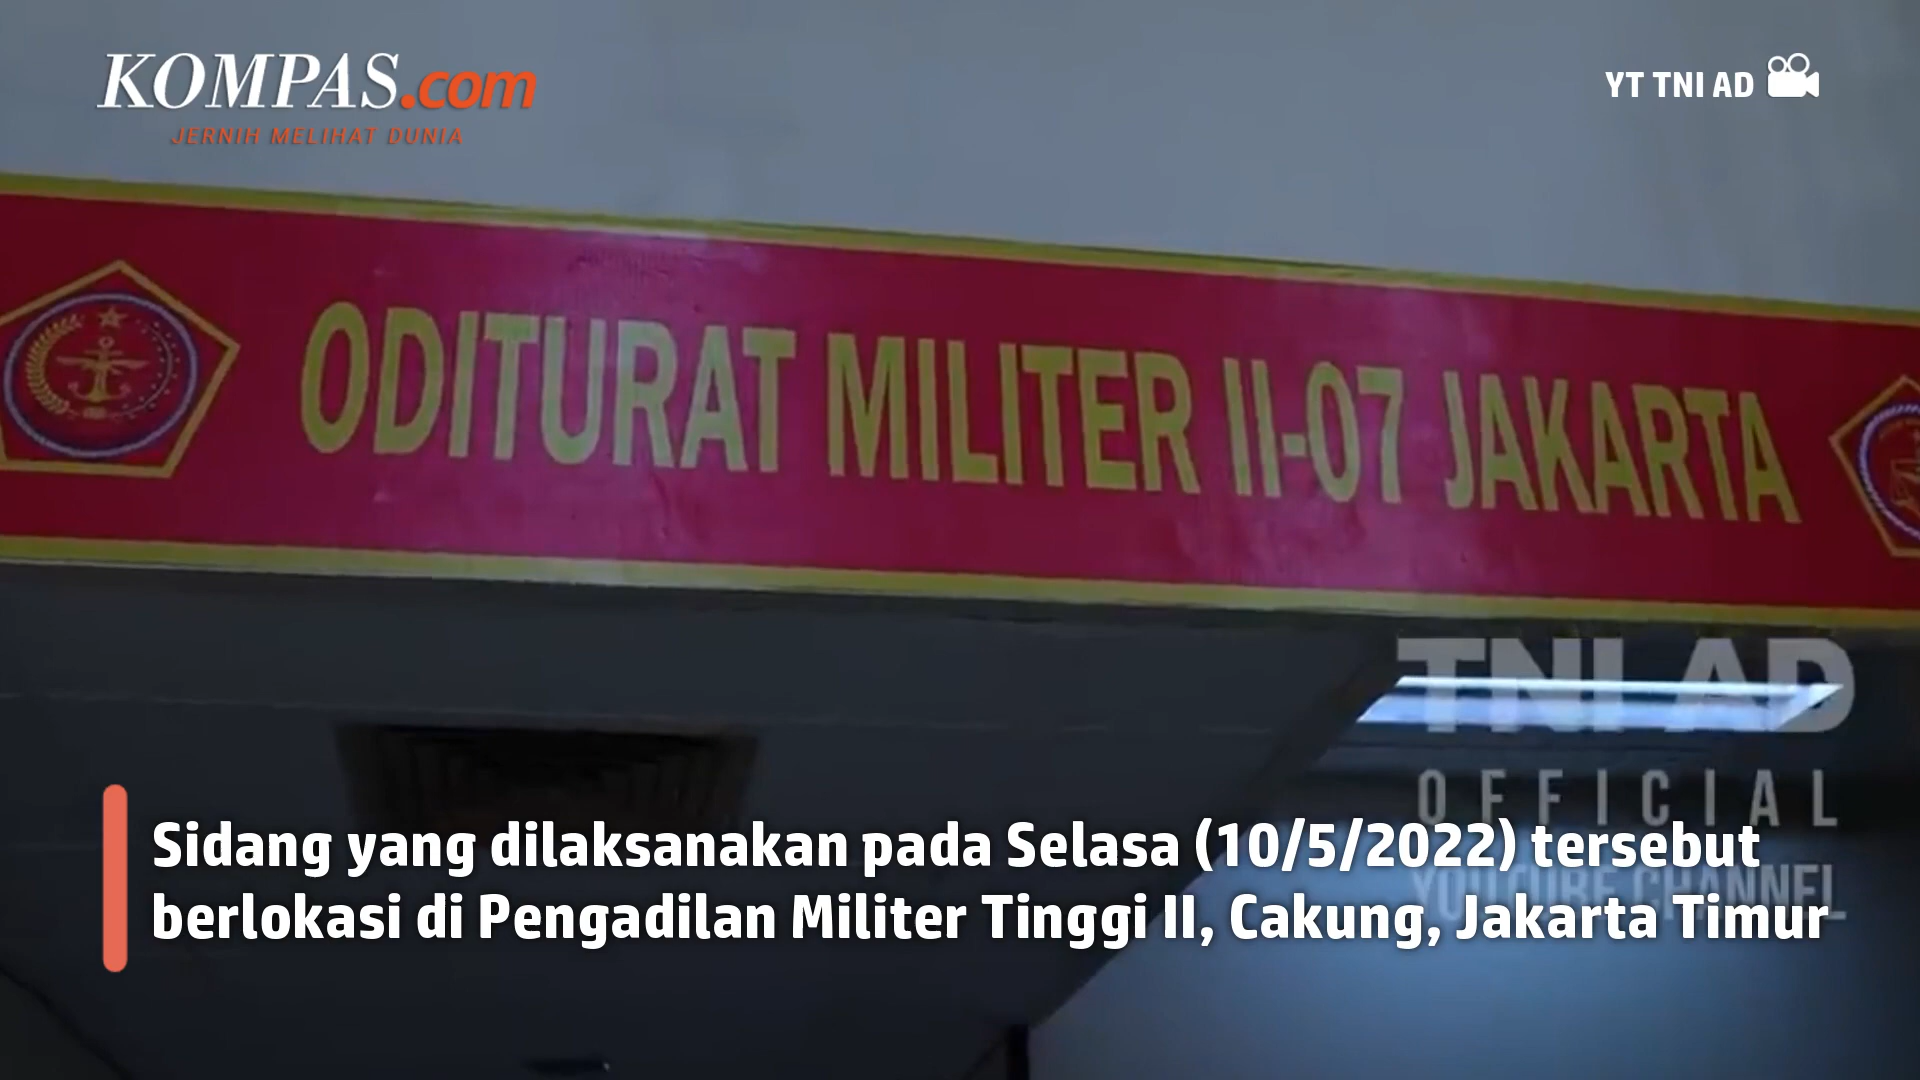 KOMPAS.com
JERNIH MELIHAT DUNIA
YT TNI AD
ODITURAT MILITER II-07 JAKARTA
TNI AD
OFFICIAL
YOUTUBE CHANNEL
Sidang yang dilaksanakan pada Selasa (10/5/2022) tersebut
berlokasi di Pengadilan Militer Tinggi II, Cakung, Jakarta Timur